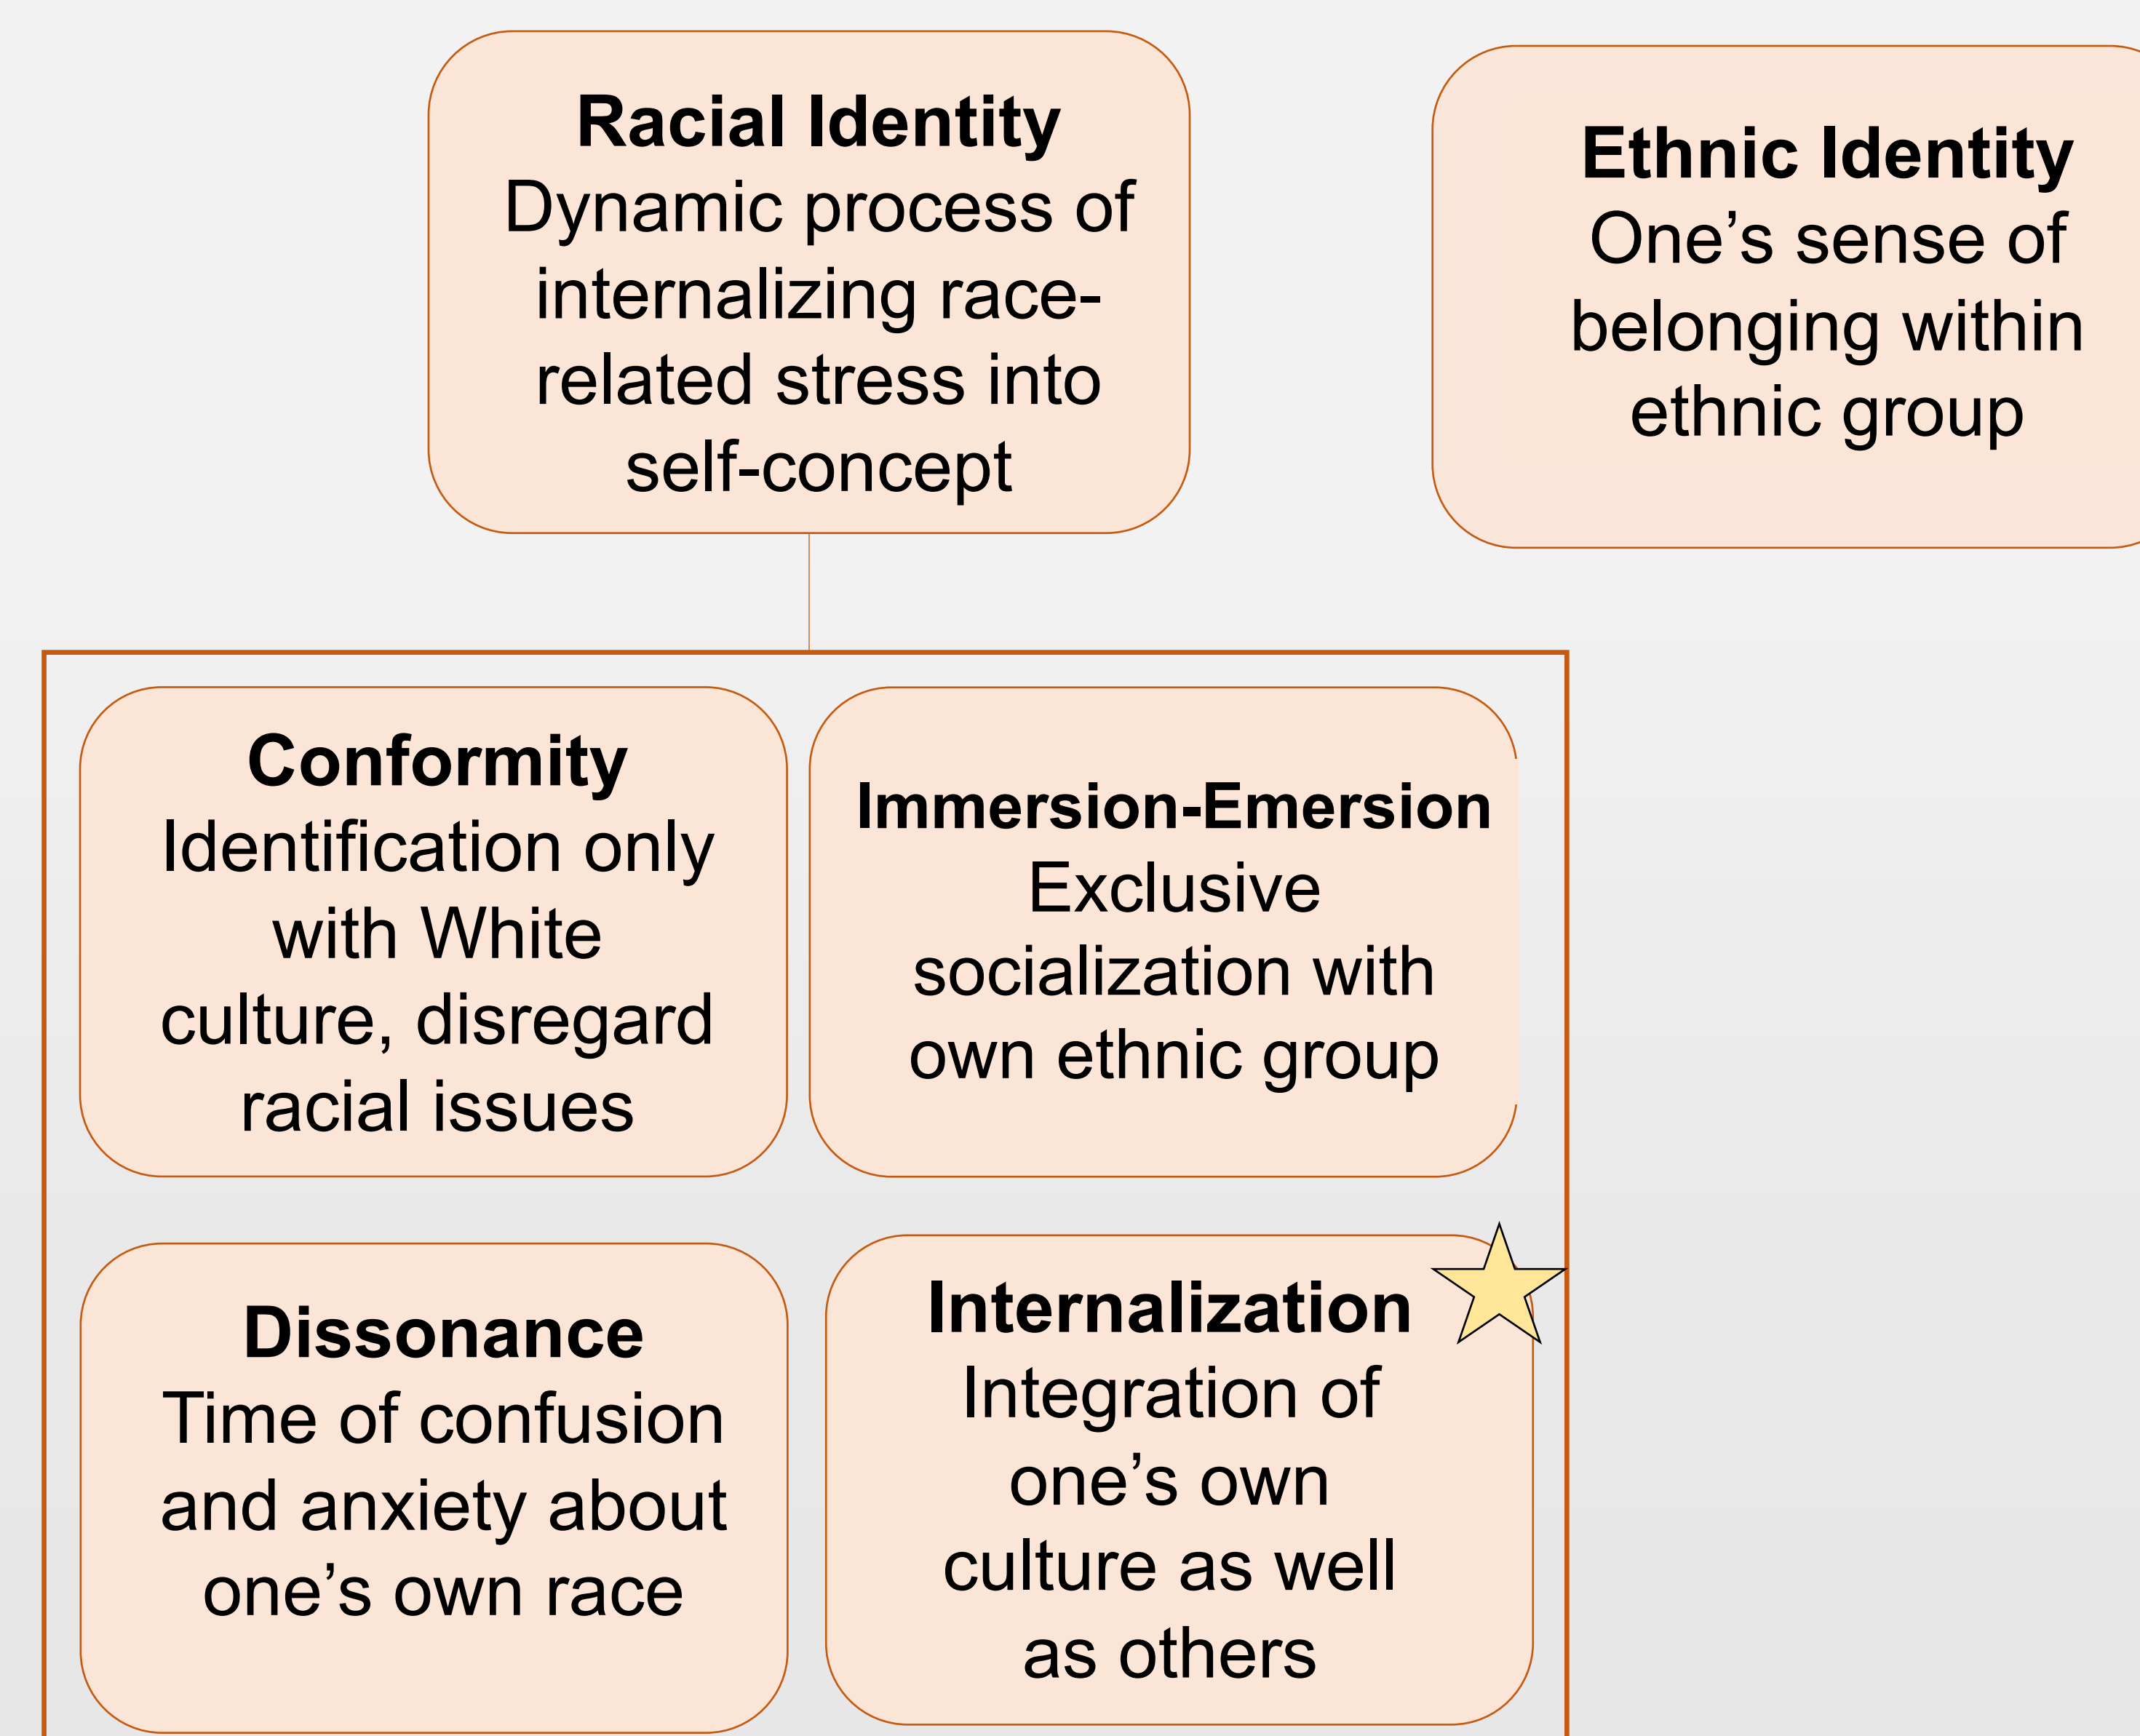 Racial Identity
Dynamic process of
internalizing race-
related stress into
self-concept
Ethnic Identity
One’s sense of
belonging within
ethnic group
Conformity
Identification only
with White
culture, disregard
racial issues
Immersion-Emersion
Exclusive
socialization with
own ethnic group
Dissonance
Time of confusion
and anxiety about
one’s own race
Internalization
Integration of
one’s own
culture as well
as others